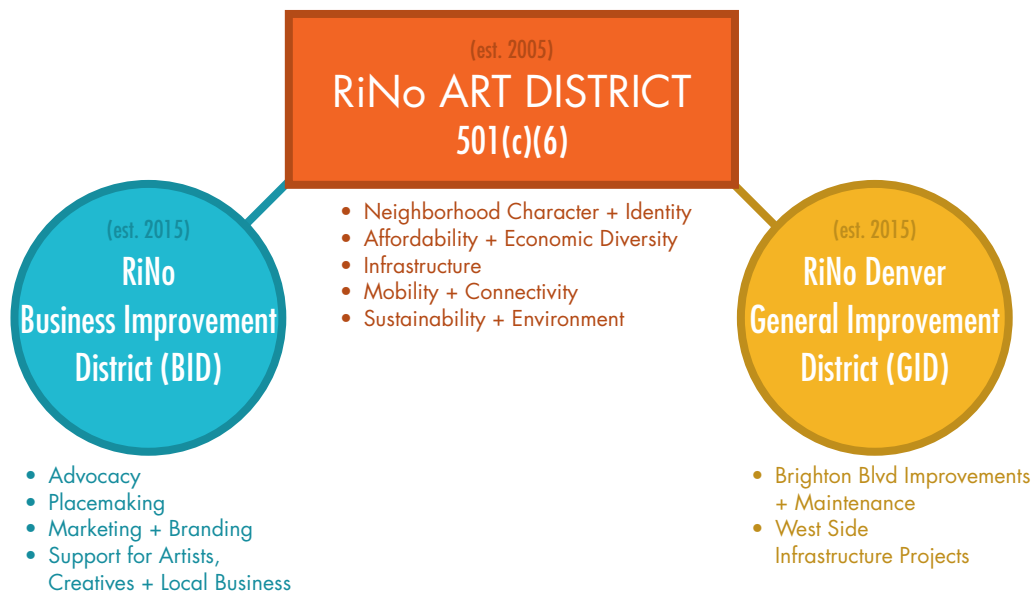 (est. 2005)
RiNo ART DISTRICT
501(c)(6)
• Neighborhood Character + Identity
• Affordability + Economic Diversity
• Infrastructure
• Mobility + Connectivity
• Sustainability + Environment
(est. 2015)
RiNo
Business Improvement
District (BID)
• Advocacy
• Placemaking
• Marketing + Branding
• Support for Artists,
Creatives + Local Business
(est. 2015)
RiNo Denver
General Improvement
District (GID)
• Brighton Blvd Improvements
+ Maintenance
• West Side
Infrastructure Projects